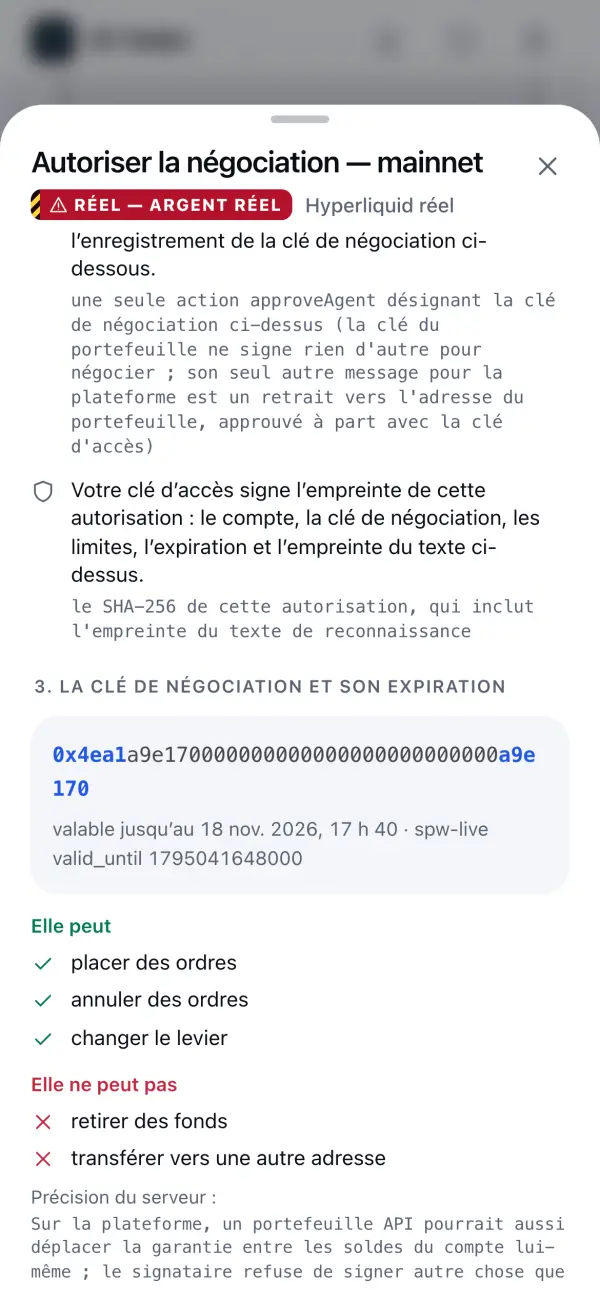 Autoriser la négociation — mainnet
RÉEL — ARGENT RÉEL Hyperliquid réel
l’enregistrement de la clé de négociation ci-
dessous.
une seule action approveAgent désignant la clé
de négociation ci-dessus (la clé du
portefeuille ne signe rien d'autre pour
négocier ; son seul autre message pour la
plateforme est un retrait vers l'adresse du
portefeuille, approuvé à part avec la clé
d'accès)
Votre clé d’accès signe l’empreinte de cette
autorisation : le compte, la clé de négociation, les
limites, l’expiration et l’empreinte du texte ci-
dessus.
le SHA-256 de cette autorisation, qui inclut
l'empreinte du texte de reconnaissance
3. LA CLÉ DE NÉGOCIATION ET SON EXPIRATION
0x4ea1a9e1700000000000000000000000000a9e
170
valable jusqu’au 18 nov. 2026, 17 h 40 · spw-live
valid_until 1795041648000
Elle peut
placer des ordres
annuler des ordres
changer le levier
Elle ne peut pas
retirer des fonds
transférer vers une autre adresse
Précision du serveur :
Sur la plateforme, un portefeuille API pourrait aussi
déplacer la garantie entre les soldes du compte lui-
même ; le signataire refuse de signer autre chose que